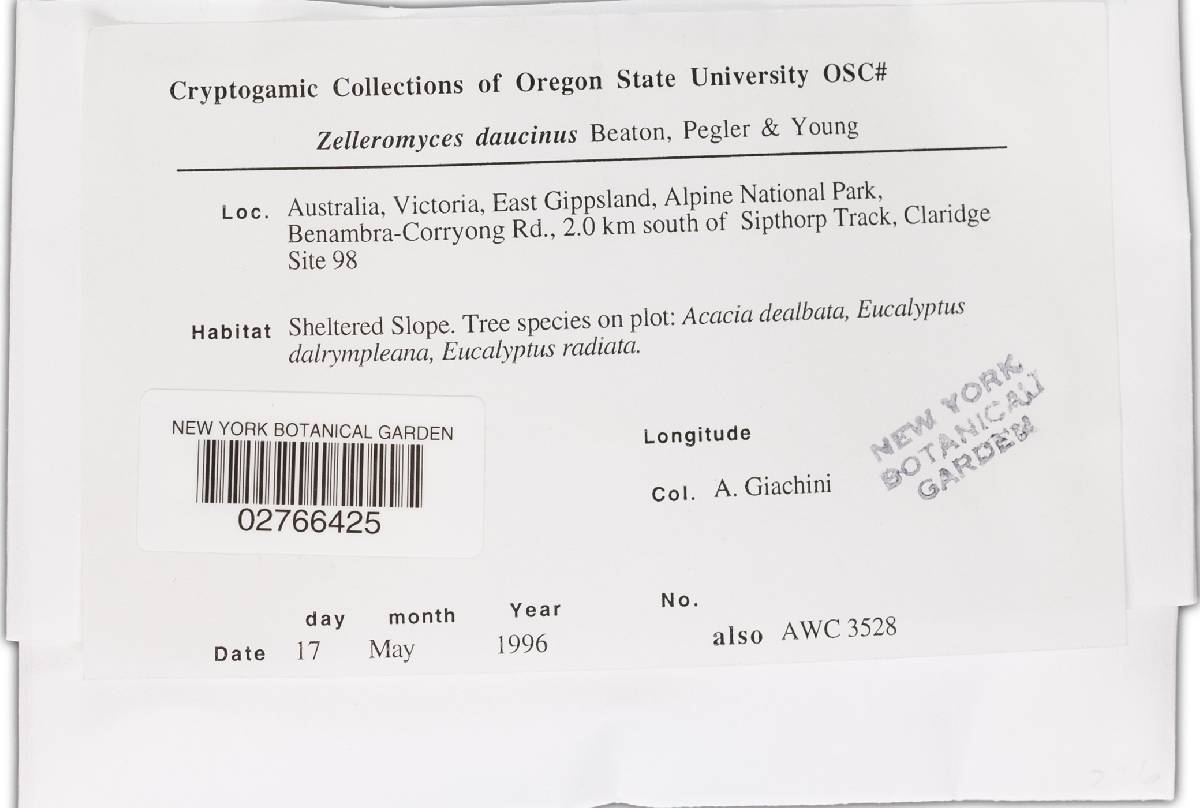 Cryptogamic Collections of Oregon State University OSC#
Zelleromyces daucinus Beaton, Pegler & Young
Loc. Australia, Victoria, East Gippsland, Alpine National Park,
Benambra-Corryong Rd., 2.0 km south of Sipthorp Track, Claridge
Site 98
Habitat Sheltered Slope. Tree species on plot: Acacia dealbata, Eucalyptus
dalrympleana, Eucalyptus radiata.
NEW YORK BOTANICAL GARDEN
02766425
Longitude
Col. A. Giachini
NEW YORK
BOTANICAL
GARDEN
day month Year
Date 17 May 1996
No.
also AWC 3528